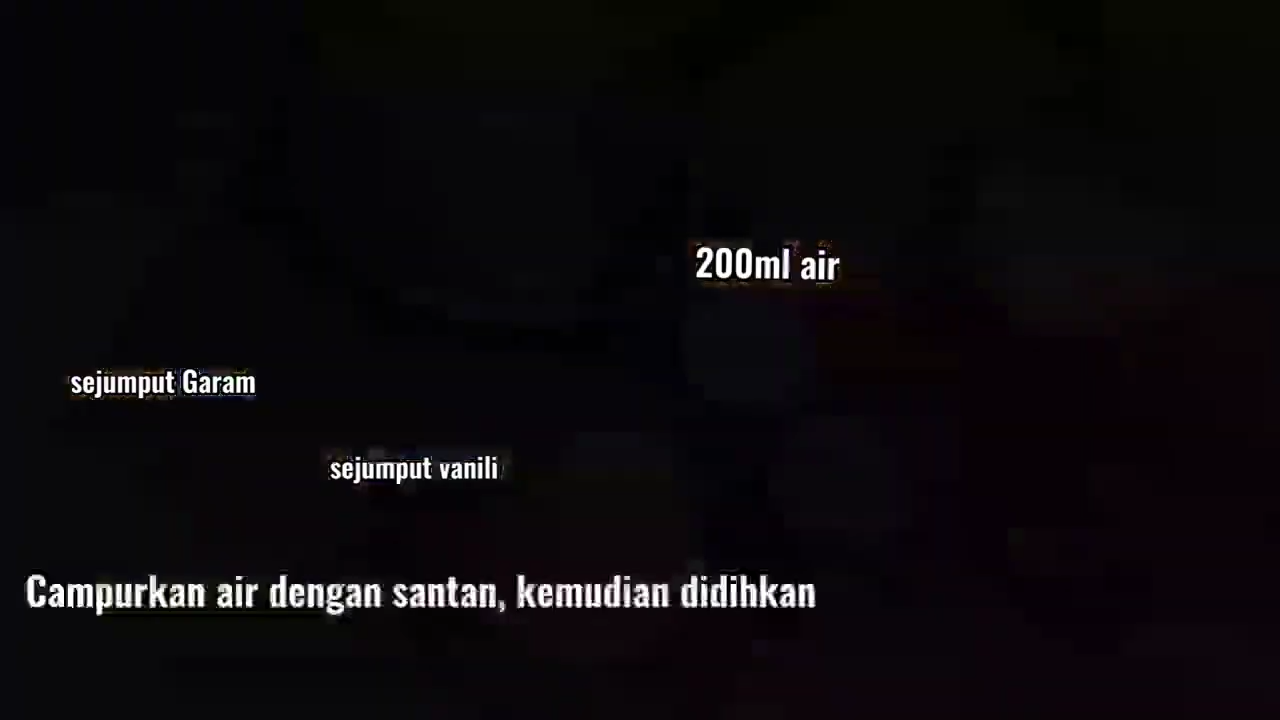 200ml air
sejumput Garam
sejumput vanili
Campurkan air dengan santan, kemudian didihkan